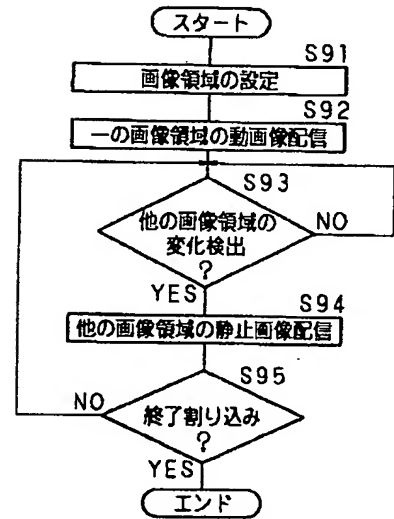 スタート
S91
画像領域の設定
S92
一の画像領域の動画像配信
S93
他の画像領域の
変化検出
?
NO
YES
S94
他の画像領域の静止画像配信
S95
NO
終了割り込み
?
YES
エンド